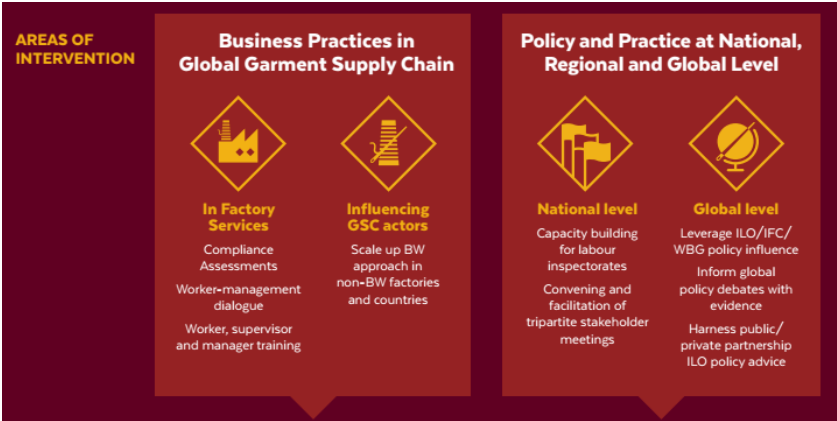 AREAS OF
INTERVENTION
Business Practices in
Global Garment Supply Chain
In Factory
Services
Compliance
Assessments
Worker-management
dialogue
Worker, supervisor
and manager training
Influencing
GSC actors
Scale up BW
approach in
non-BW factories
and countries
Policy and Practice at National,
Regional and Global Level
National level
Capacity building
for labour
inspectorates
Convening and
facilitation of
tripartite stakeholder
meetings
Global level
Leverage ILO/IFC/
WBG policy influence
Inform global
policy debates with
evidence
Harness public/
private partnership
ILO policy advice